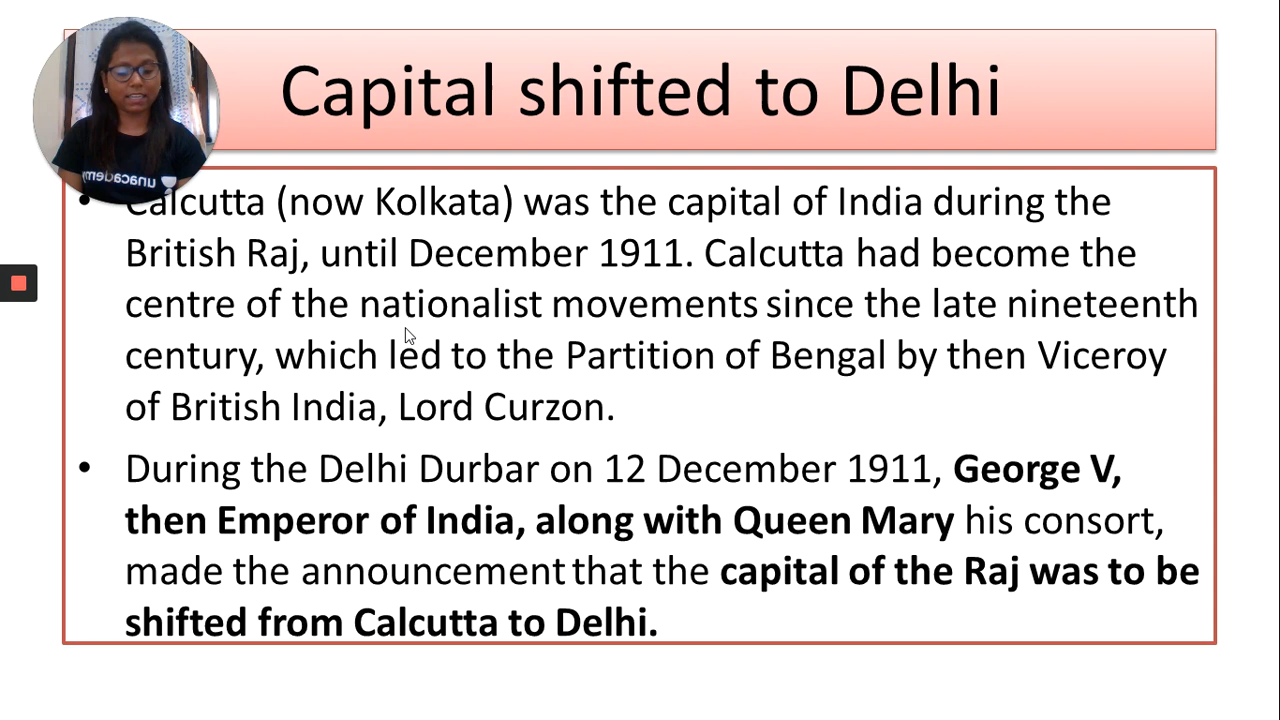 Capital shifted to Delhi
unacademy
• Calcutta (now Kolkata) was the capital of India during the
British Raj, until December 1911. Calcutta had become the
centre of the nationalist movements since the late nineteenth
century, which led to the Partition of Bengal by then Viceroy
of British India, Lord Curzon.
• During the Delhi Durbar on 12 December 1911, George V,
then Emperor of India, along with Queen Mary his consort,
made the announcement that the capital of the Raj was to be
shifted from Calcutta to Delhi.